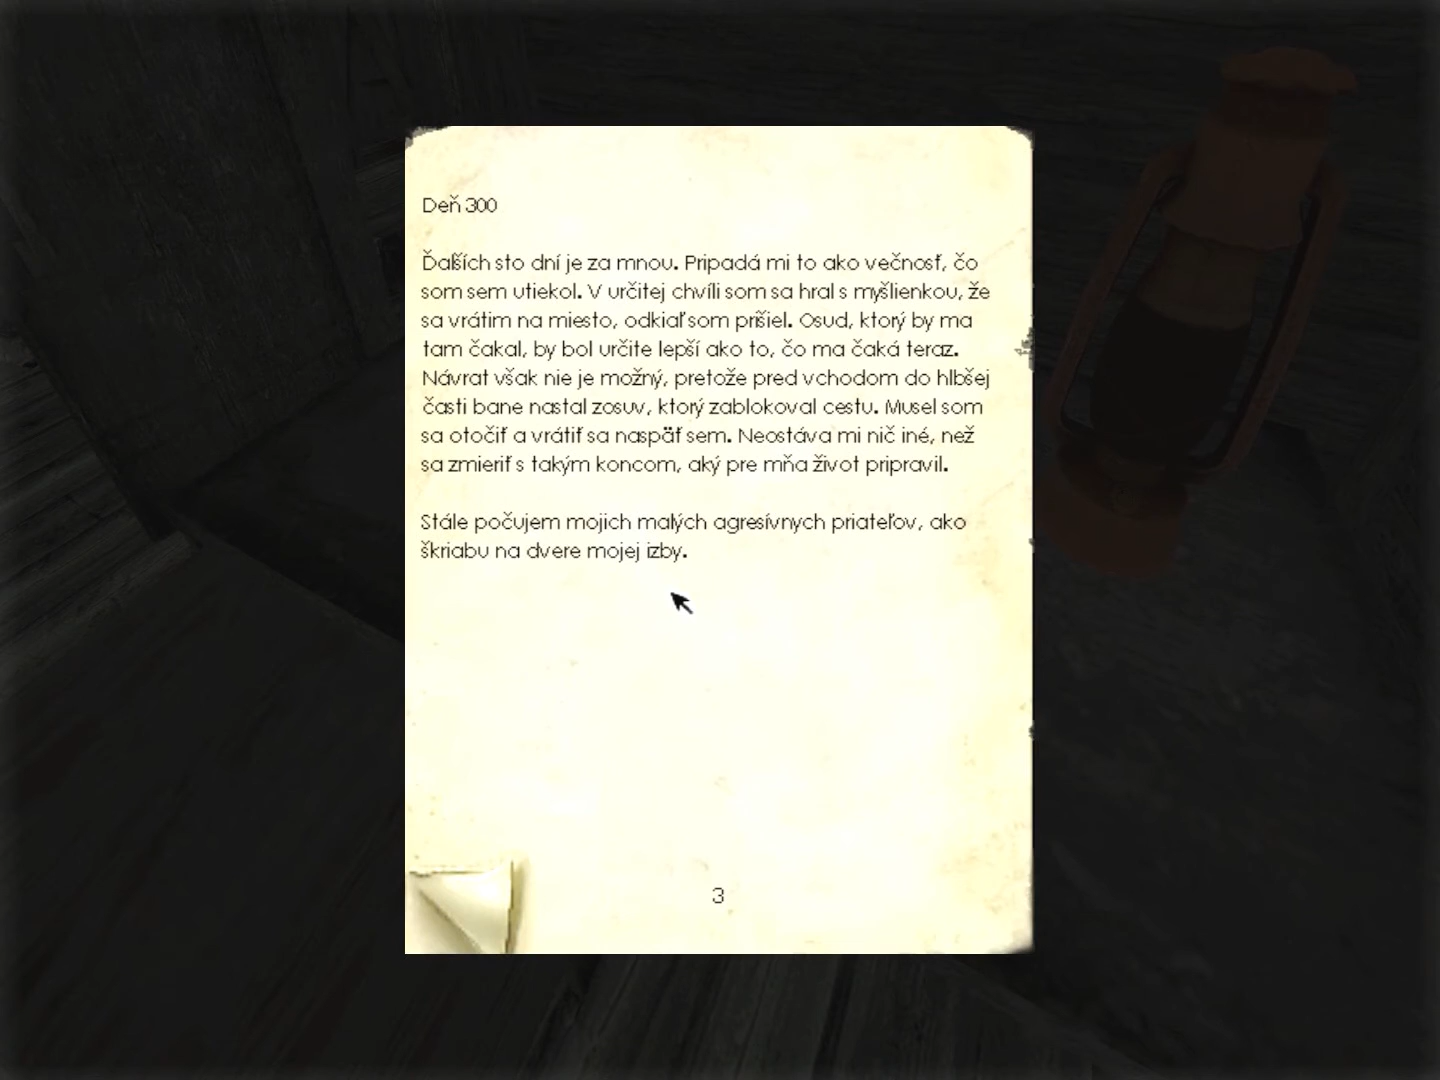 Deň 300
Ďalších sto dní je za mnou. Pripadá mi to ako večnosť, čo
som sem utiekol. V určitej chvíli som sa hral s myšlienkou, že
sa vrátim na miesto, odkiaľ som prišiel. Osud, ktorý by ma
tam čakal, by bol určite lepší ako to, čo ma čaká teraz.
Návrat však nie je možný, pretože pred vchodom do hlbšej
časti bane nastal zosuv, ktorý zablokoval cestu. Musel som
sa otočiť a vrátiť sa naspäť sem. Neostáva mi nič iné, než
sa zmieriť s takým koncom, aký pre mňa život pripravil.
Stále počujem mojich malých agresívnych priateľov, ako
škriabu na dvere mojej izby.
3